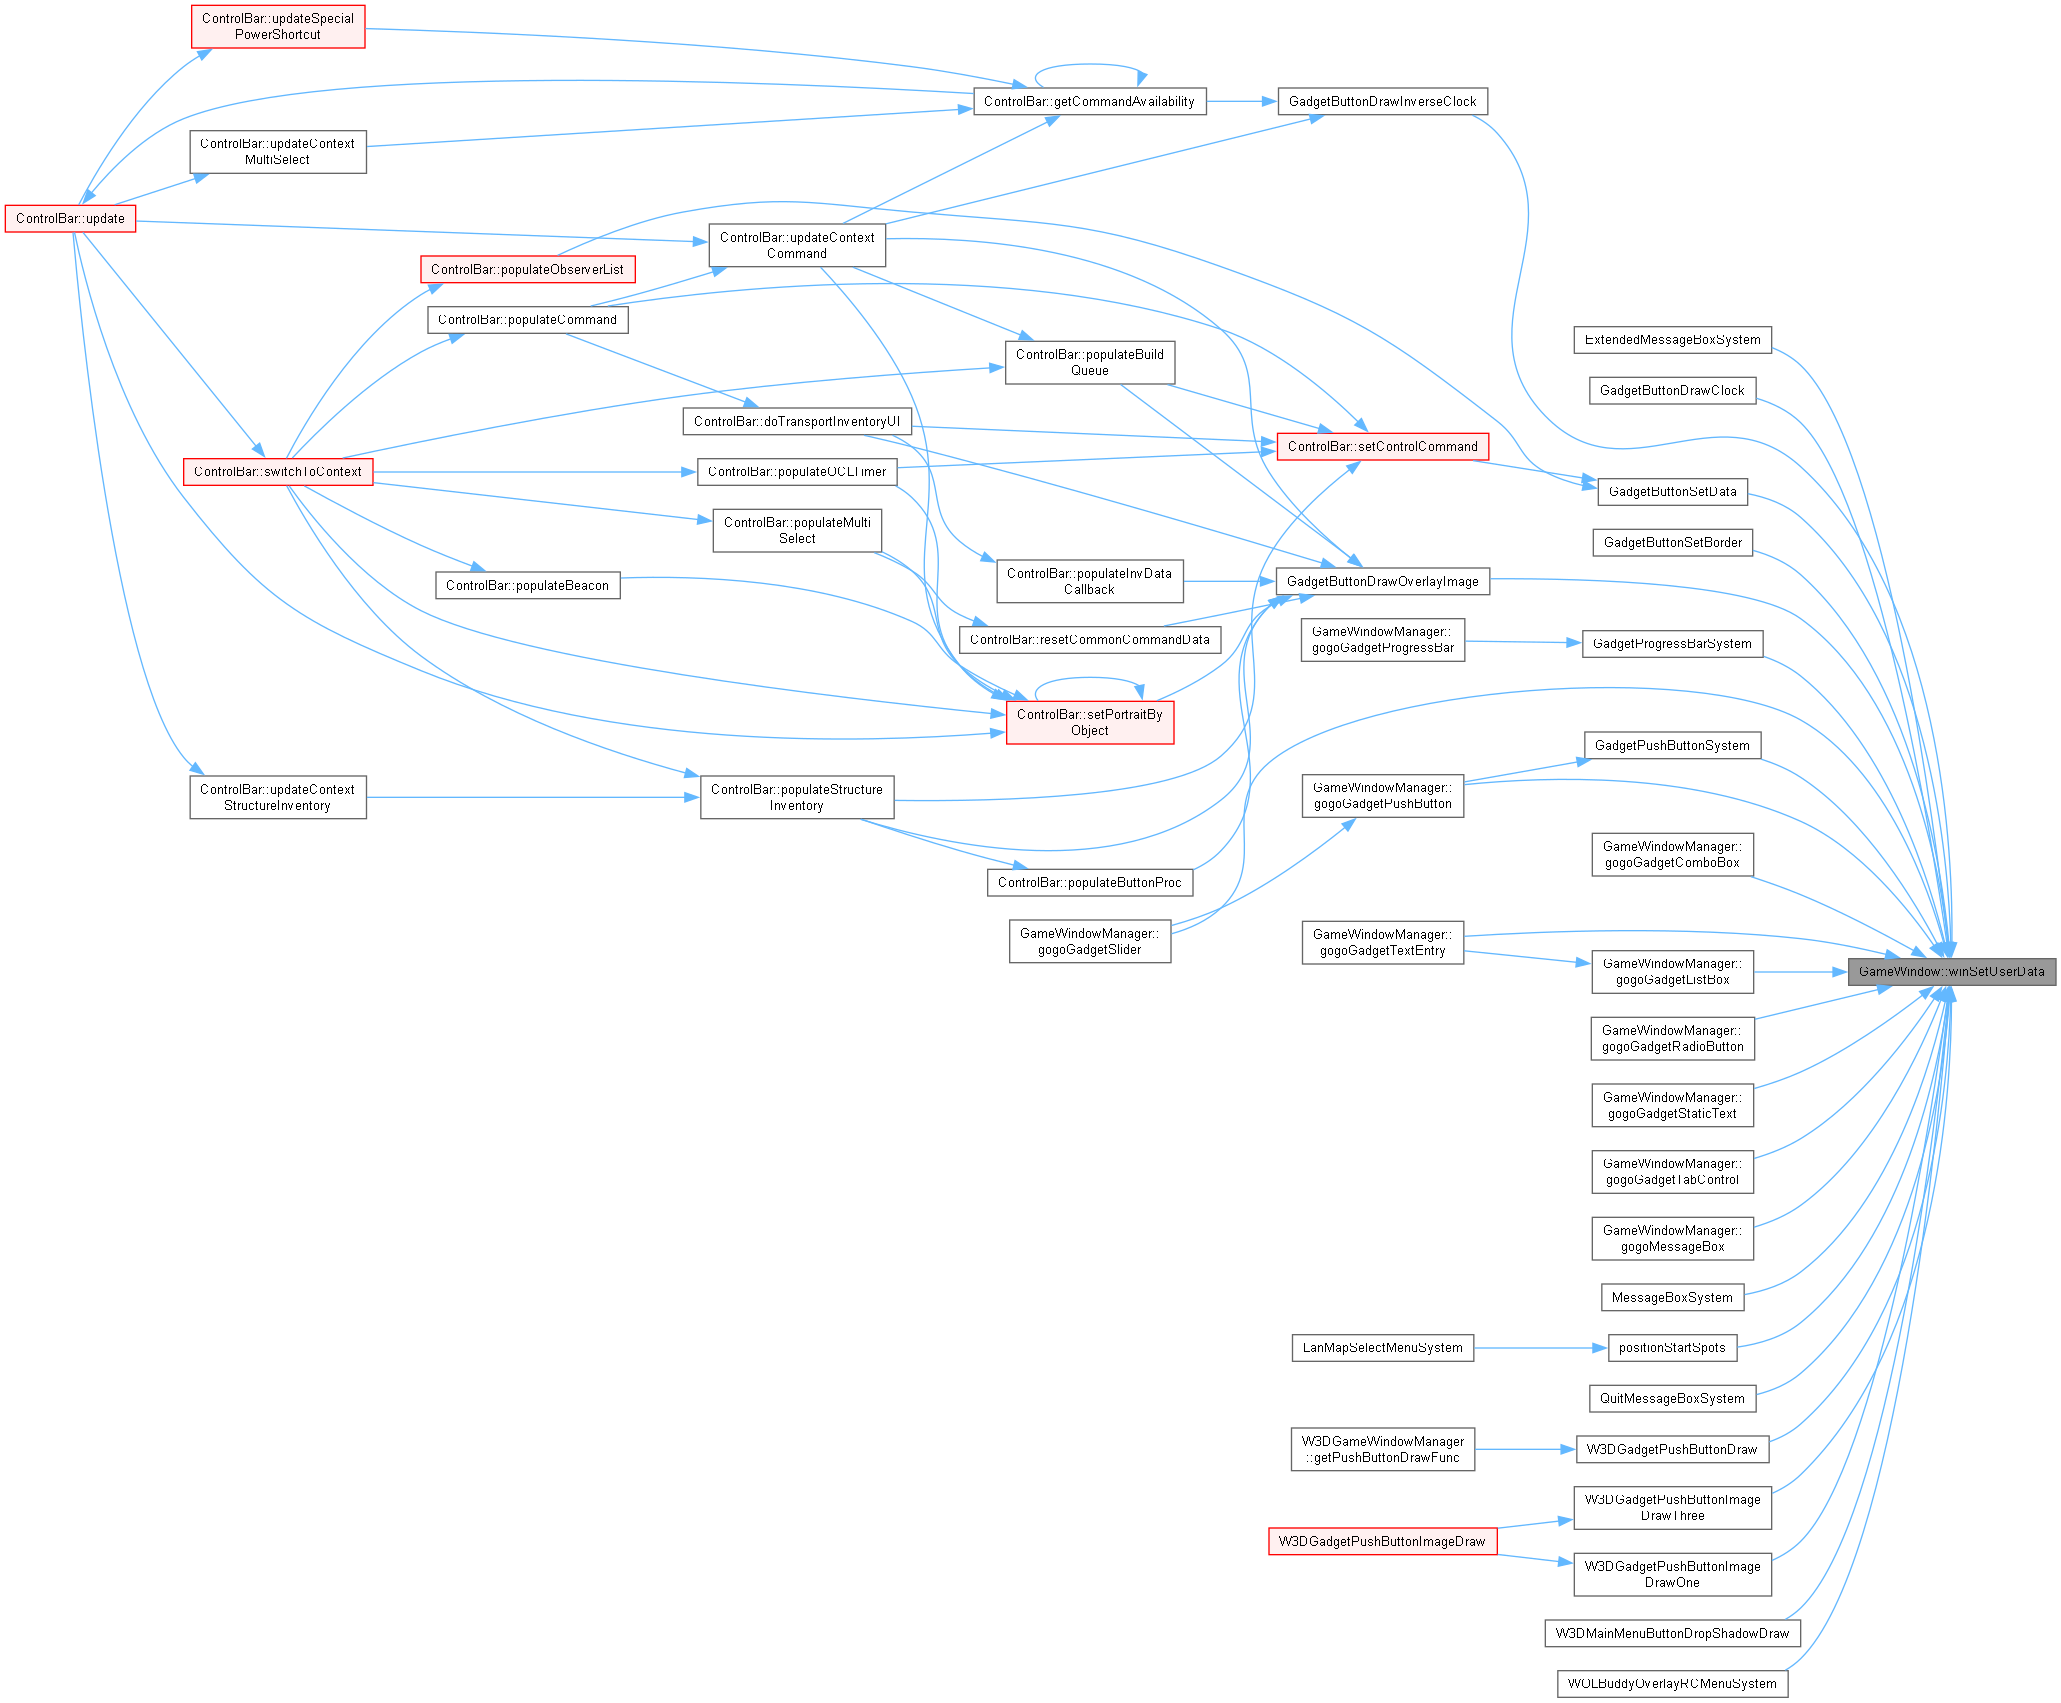 ControlBar::updateSpecial
PowerShortcut
ControlBar::getCommandAvailability
GadgetButtonDrawInverseClock
ControlBar::updateContext
MultiSelect
ControlBar::update
ControlBar::updateContext
Command
ControlBar::populateObserverList
ControlBar::populateCommand
ExtendedMessageBoxSystem
ControlBar::populateBuild
Queue
GadgetButtonDrawClock
ControlBar::doTransportInventoryUI
ControlBar::setControlCommand
ControlBar::switchToContext
ControlBar::populateOCLTimer
GadgetButtonSetData
ControlBar::populateMulti
Select
GadgetButtonSetBorder
ControlBar::populateBeacon
ControlBar::populateInvData
Callback
GadgetButtonDrawOverlayImage
ControlBar::resetCommonCommandData
GameWindowManager::
gogoGadgetProgressBar
GadgetProgressBarSystem
ControlBar::setPortraitBy
Object
GadgetPushButtonSystem
ControlBar::updateContext
StructureInventory
ControlBar::populateStructure
Inventory
GameWindowManager::
gogoGadgetPushButton
GameWindowManager::
gogoGadgetComboBox
ControlBar::populateButtonProc
GameWindowManager::
gogoGadgetSlider
GameWindowManager::
gogoGadgetTextEntry
GameWindowManager::
gogoGadgetListBox
GameWindow::winSetUserData
GameWindowManager::
gogoGadgetRadioButton
GameWindowManager::
gogoGadgetStaticText
GameWindowManager::
gogoGadgetTabControl
GameWindowManager::
gogoMessageBox
MessageBoxSystem
LanMapSelectMenuSystem
positionStartSpots
QuitMessageBoxSystem
W3DGameWindowManager
::getPushButtonDrawFunc
W3DGadgetPushButtonDraw
W3DGadgetPushButtonImage
DrawThree
W3DGadgetPushButtonImageDraw
W3DGadgetPushButtonImage
DrawOne
W3DMainMenuButtonDropShadowDraw
WOLBuddyOverlayRCMenuSystem